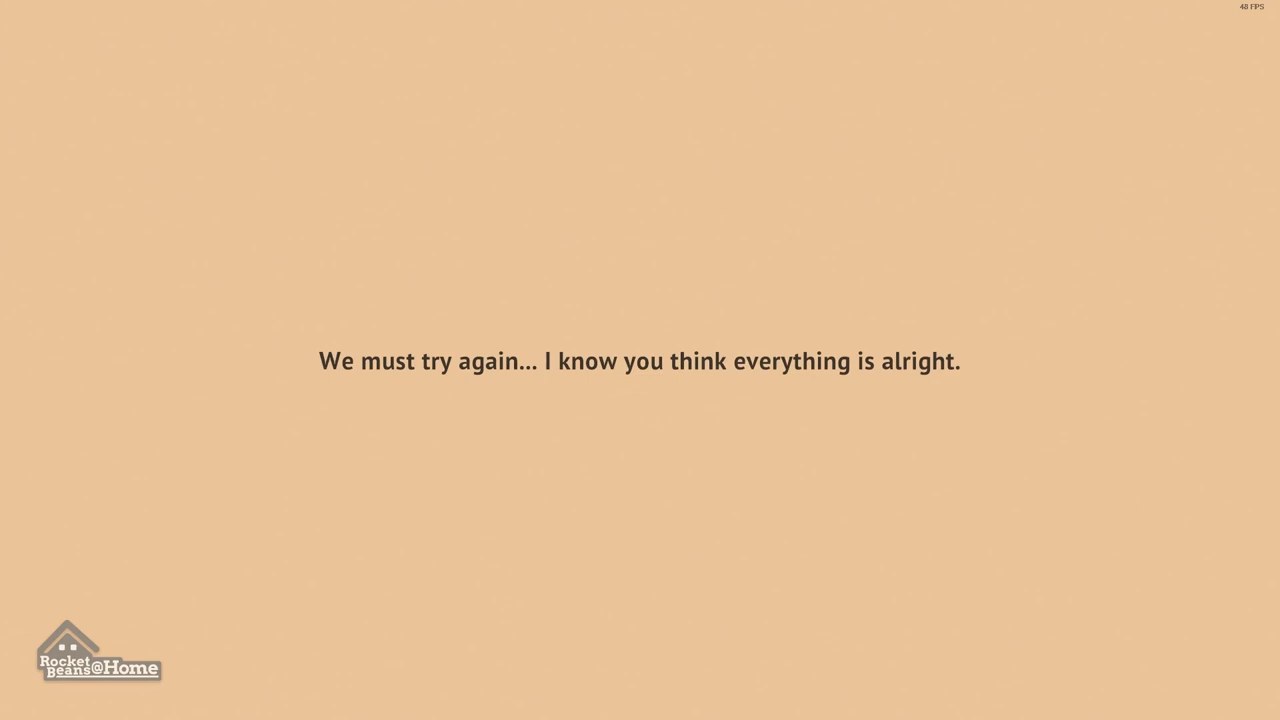 48 FPS
We must try again... I know you think everything is alright.
Rocket
Beans@Home